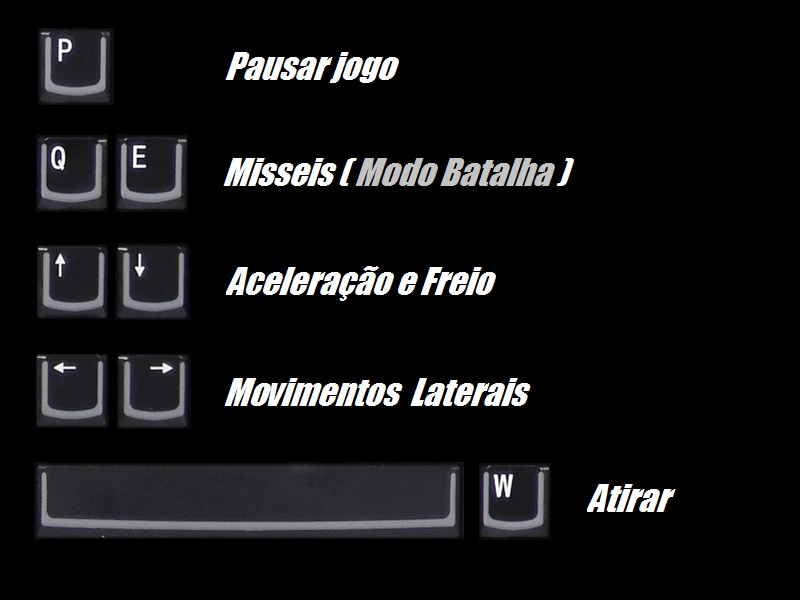 P Pausar jogo
Q E Misseis ( Modo Batalha )
↑ ↓ Aceleração e Freio
← → Movimentos Laterais
W Atirar